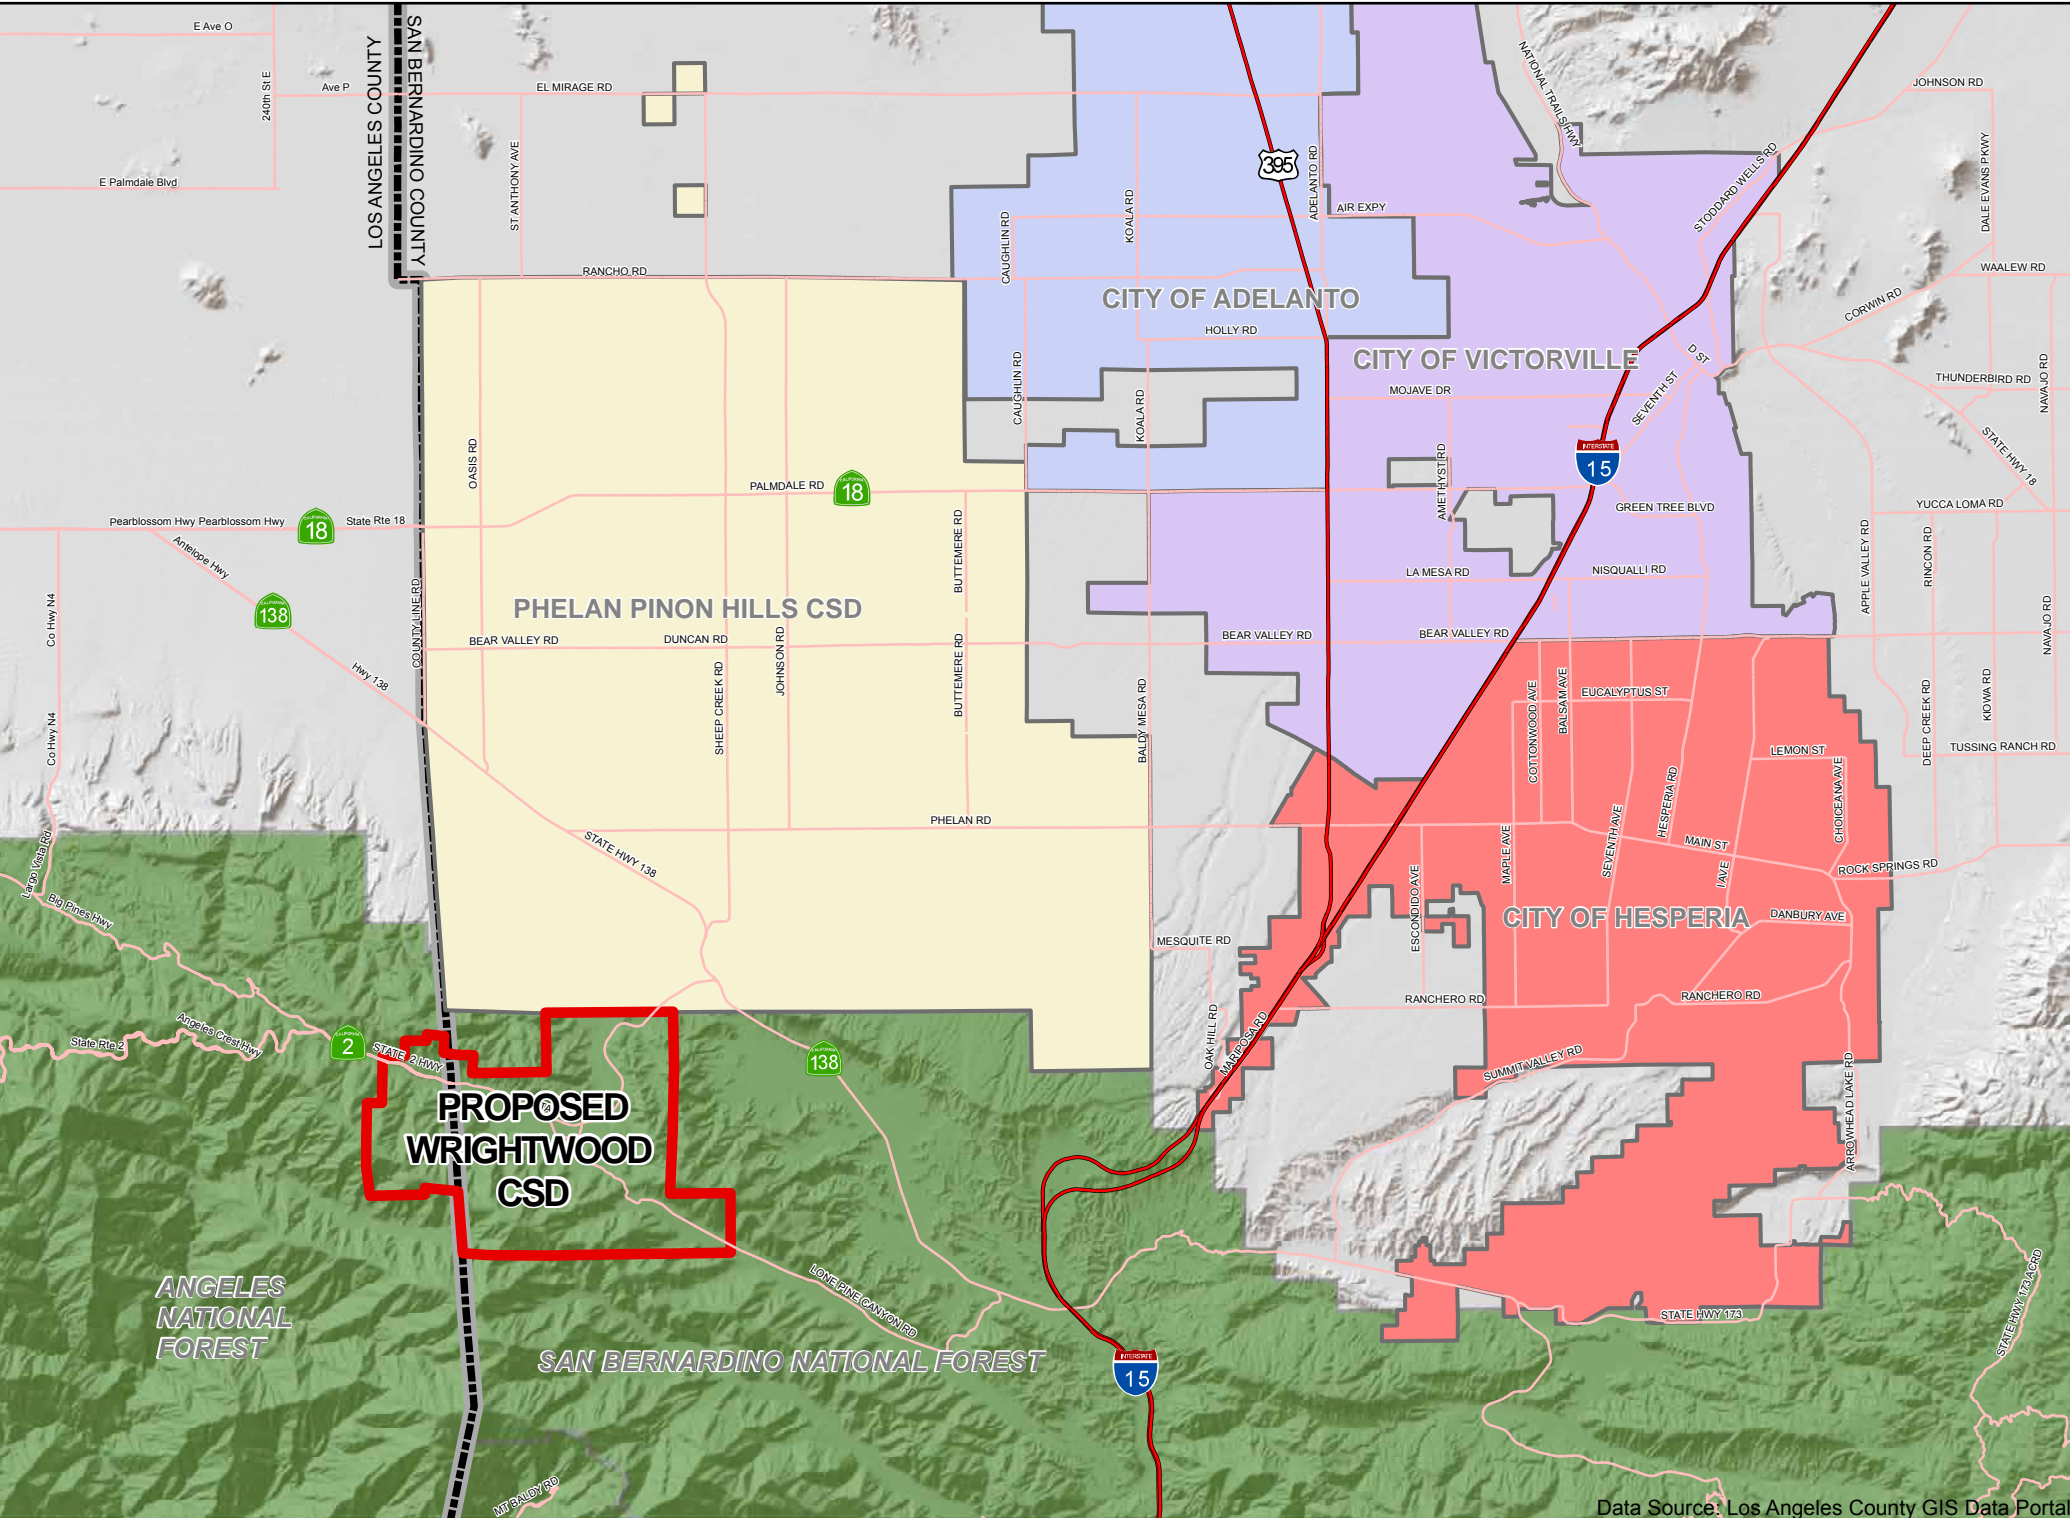 E Ave O
240th St E
Ave P
LOS ANGELES COUNTY
SAN BERNARDINO COUNTY
EL MIRAGE RD
ST ANTHONY AVE
E Palmdale Blvd
RANCHO RD
NATIONAL TRAILS HWY
JOHNSON RD
395
ADELANTO RD
KOALA RD
CAUGHLIN RD
AIR EXPY
STODDARD WELLS RD
DALE EVANS PKWY
WAALEW RD
CORWIN RD
CITY OF ADELANTO
HOLLY RD
CITY OF VICTORVILLE
D ST
MOJAVE DR
SEVENTH ST
THUNDERBIRD RD
NAVAJO RD
CAUGHLIN RD
KOALA RD
STATE HWY 18
OASIS RD
AMETHYST RD
INTERSTATE
15
PALMDALE RD
CALIFORNIA
18
Pearblossom Hwy Pearblossom Hwy
CALIFORNIA
18
State Rte 18
GREEN TREE BLVD
YUCCA LOMA RD
Antelope Hwy
BUTTEMERE RD
APPLE VALLEY RD
RINCON RD
LA MESA RD
NISQUALLI RD
Co Hwy N4
CALIFORNIA
138
COUNTY LINE RD
PHELAN PINON HILLS CSD
BEAR VALLEY RD
DUNCAN RD
JOHNSON RD
BUTTEMERE RD
BEAR VALLEY RD
BEAR VALLEY RD
NAVAJO RD
Hwy 138
SHEEP CREEK RD
BALDY MESA RD
COTTONWOOD AVE
BALSAM AVE
EUCALYPTUS ST
DEEP CREEK RD
KIOWA RD
Co Hwy N4
LEMON ST
TUSSING RANCH RD
CHOICEANA AVE
HESPERIA RD
SEVENTH AVE
PHELAN RD
STATE HWY 138
MAPLE AVE
MAIN ST
I AVE
ROCK SPRINGS RD
Largo Vista Rd
Big Pines Hwy
ESCONDIDO AVE
CITY OF HESPERIA
DANBURY AVE
MESQUITE RD
RANCHERO RD
RANCHERO RD
Angeles Crest Hwy
State Rte 2
CALIFORNIA
2
STATE 2 HWY
CALIFORNIA
138
OAK HILL RD
MARIPOSA RD
SUMMIT VALLEY RD
ARROWHEAD LAKE RD
PROPOSED
WRIGHTWOOD
CSD
ANGELES
NATIONAL
FOREST
LONE PINE CANYON RD
SAN BERNARDINO NATIONAL FOREST
INTERSTATE
15
STATE HWY 173
STATE HWY 173 ACRD
MT BALDY RD
Data Source: Los Angeles County GIS Data Portal